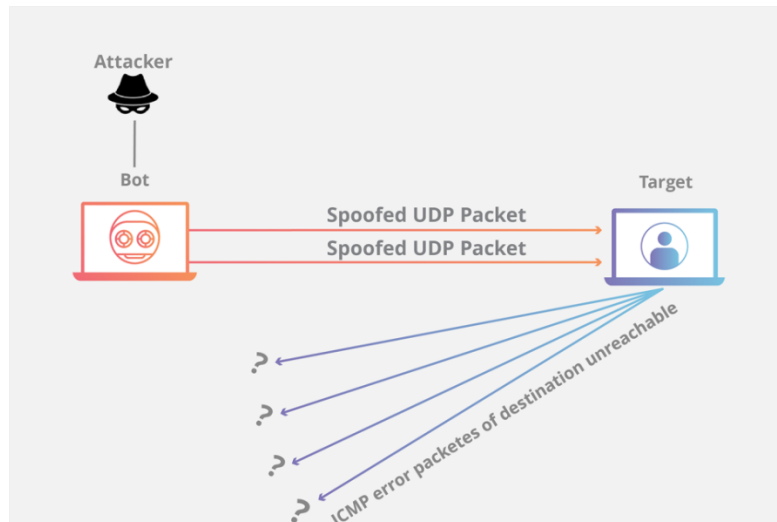 Attacker
Bot
Target
Spoofed UDP Packet
Spoofed UDP Packet
?
?
?
?
ICMP error packetes of destination unreachable